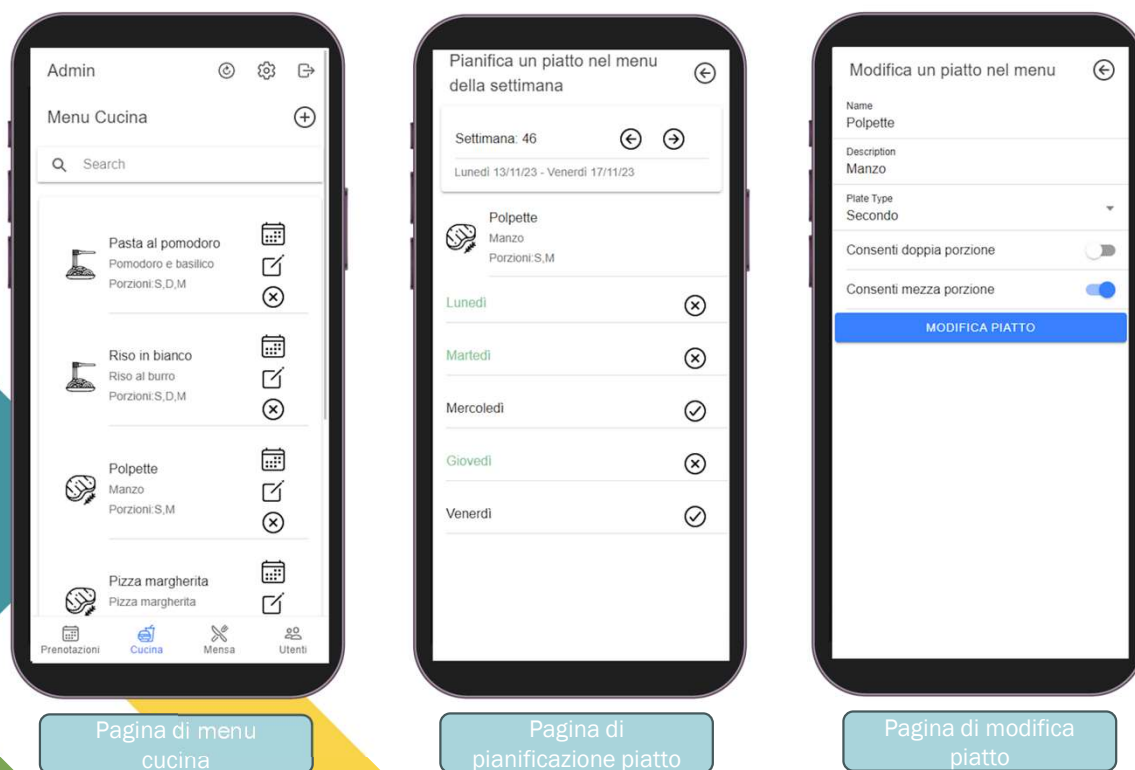 Admin
Menu Cucina
Search
Pasta al pomodoro
Pomodoro e basilico
Porzioni:S,D,M
Riso in bianco
Riso al burro
Porzioni:S,D,M
Polpette
Manzo
Porzioni:S,M
Pizza margherita
Pizza margherita
Prenotazioni
Cucina
Mensa
Utenti
Pagina di menu
cucina
Pianifica un piatto nel menu
della settimana
Settimana: 46
Lunedì 13/11/23 - Venerdì 17/11/23
Polpette
Manzo
Porzioni:S,M
Lunedì
Martedì
Mercoledì
Giovedì
Venerdì
Pagina di
pianificazione piatto
Modifica un piatto nel menu
Name
Polpette
Description
Manzo
Plate Type
Secondo
Consenti doppia porzione
Consenti mezza porzione
MODIFICA PIATTO
Pagina di modifica
piatto